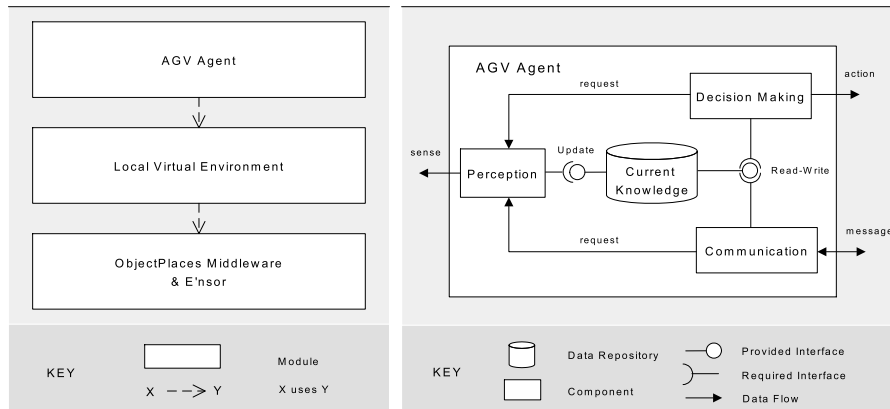 AGV Agent
Local Virtual Environment
ObjectPlaces Middleware
& E'nsor
KEY
Module
X
Y
X uses Y
AGV Agent
request
Decision Making
action
Update
sense
Perception
Current
Knowledge
Read-Write
request
Communication
message
KEY
Data Repository
Component
Provided Interface
Required Interface
Data Flow